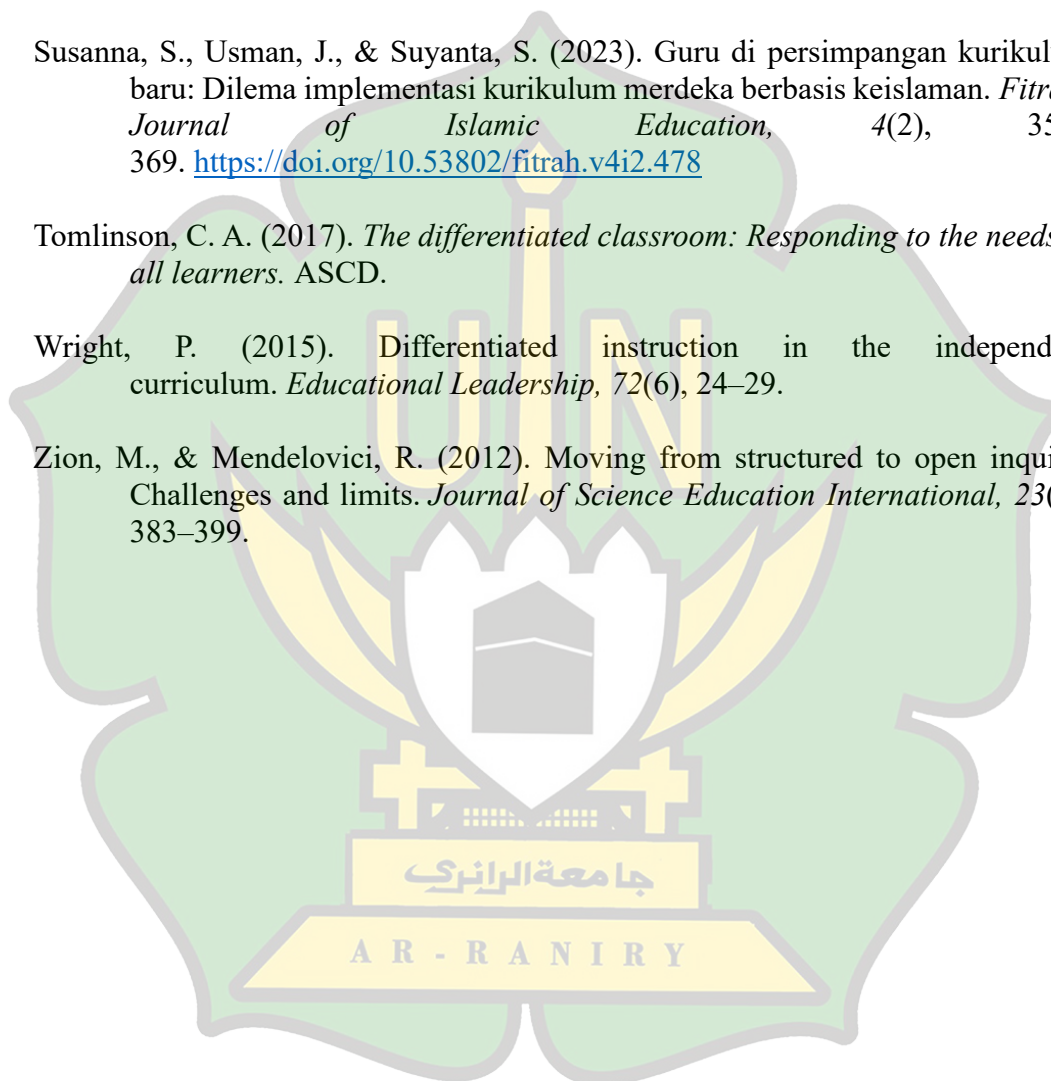 Susanna, S., Usman, J., & Suyanta, S. (2023). Guru di persimpangan kurikul
baru: Dilema implementasi kurikulum merdeka berbasis keislaman. Fitra
Journal of Islamic Education, 4(2), 35
369. https://doi.org/10.53802/fitrah.v4i2.478
Tomlinson, C. A. (2017). The differentiated classroom: Responding to the needs
all learners. ASCD.
Wright, P. (2015). Differentiated instruction in the independ
curriculum. Educational Leadership, 72(6), 24–29.
Zion, M., & Mendelovici, R. (2012). Moving from structured to open inqui
Challenges and limits. Journal of Science Education International, 23(
383–399.
UIN
جامعةالرانري
AR-RANIRY